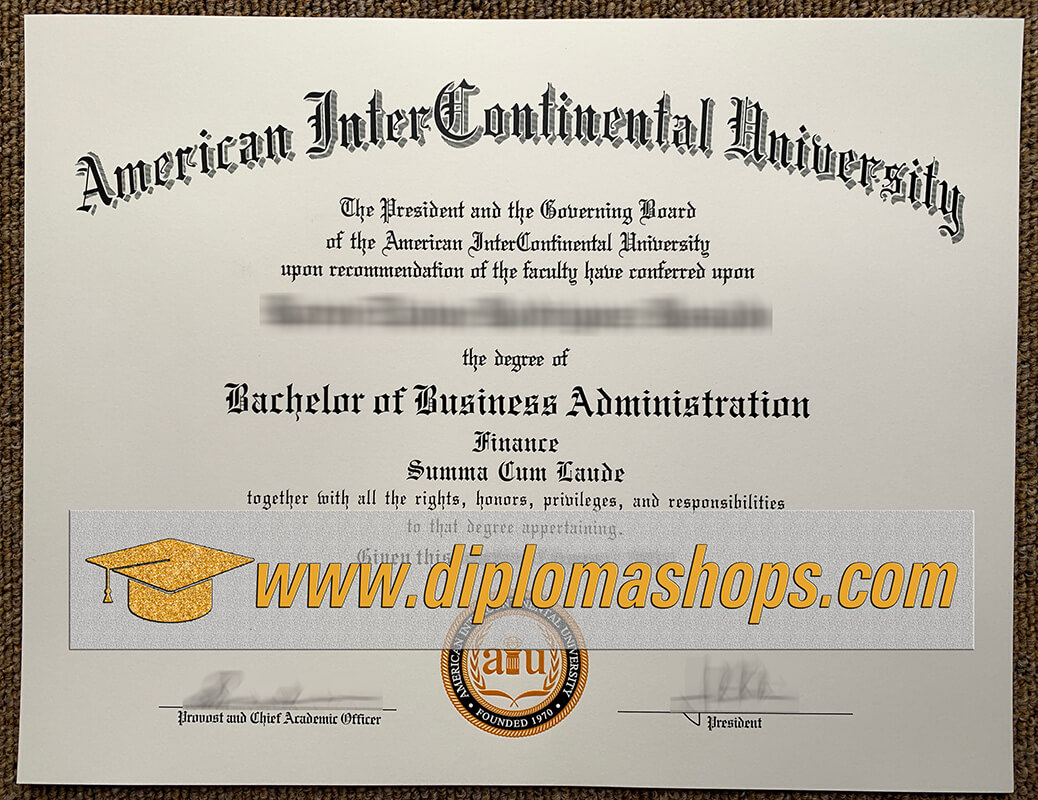 American InterContinental University
The President and the Governing Board
of the American InterContinental University
upon recommendation of the faculty have conferred upon
the degree of
Bachelor of Business Administration
Finance
Summa Cum Laude
together with all the rights, honors, privileges, and responsibilities
to that degree appertaining.
Given this
www.diplomashops.com
AMERICAN INTERCONTINENTAL UNIVERSITY
aiu
• FOUNDED 1970 •
Provost and Chief Academic Officer
President